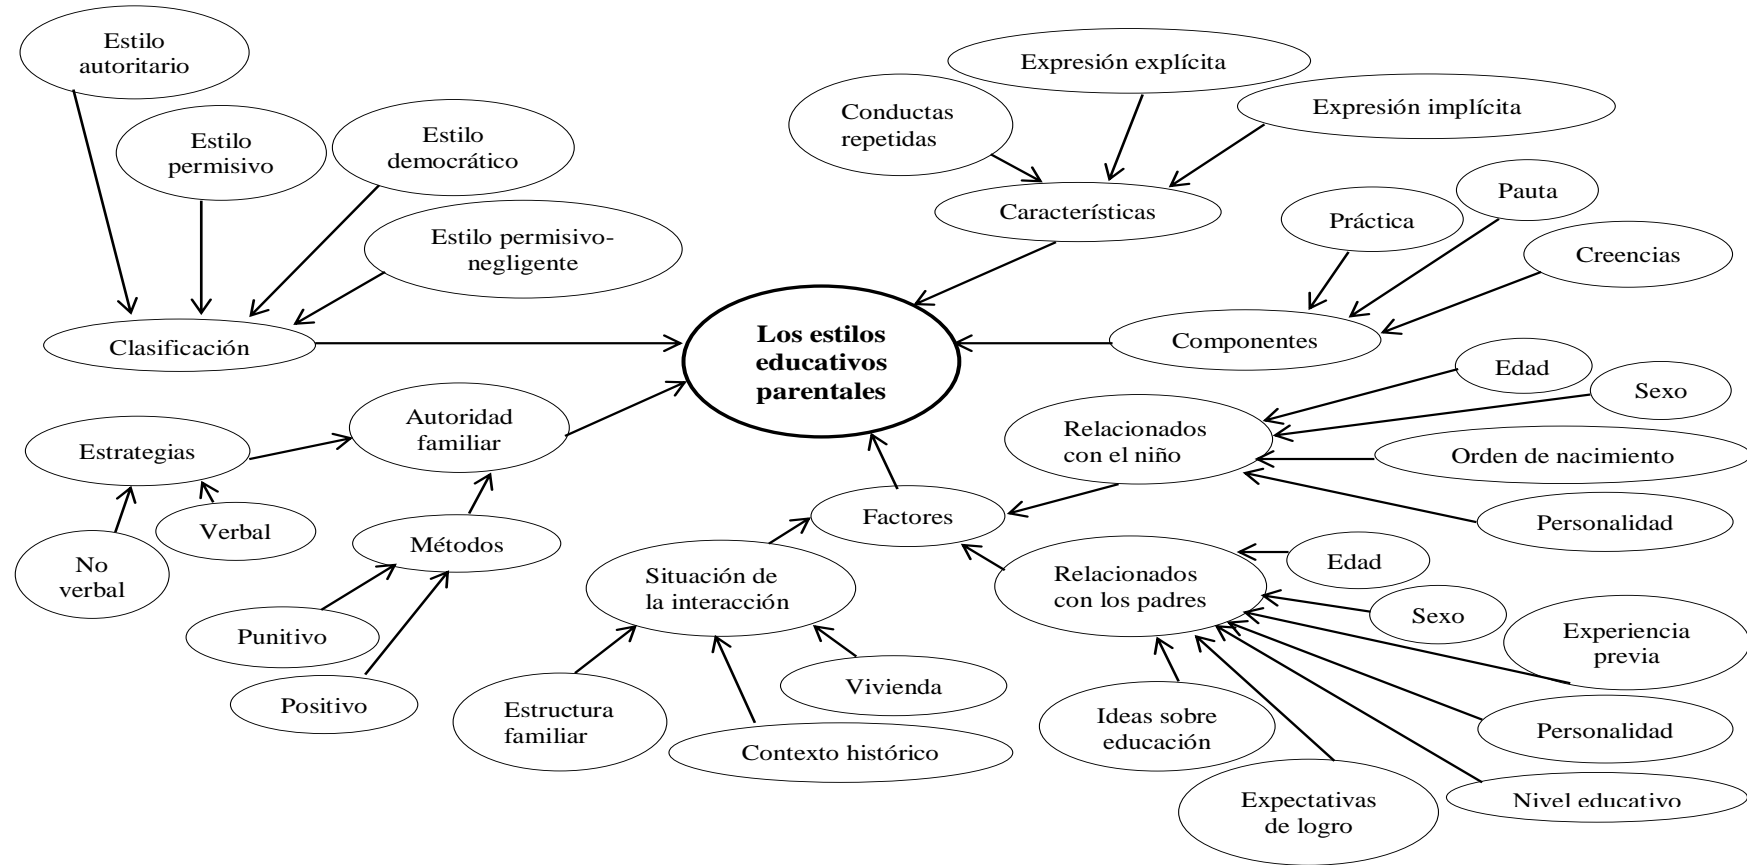 Estilo
autoritario
Estilo
permisivo
Estilo
democrático
Estilo permisivo-
negligente
Clasificación
Conductas
repetidas
Expresión explícita
Expresión implícita
Características
Práctica
Pauta
Creencias
Componentes
Los estilos
educativos
parentales
Autoridad
familiar
Estrategias
No
verbal
Verbal
Métodos
Punitivo
Positivo
Factores
Relacionados
con el niño
Edad
Sexo
Orden de nacimiento
Personalidad
Situación de
la interacción
Estructura
familiar
Contexto histórico
Vivienda
Relacionados
con los padres
Edad
Sexo
Experiencia
previa
Personalidad
Nivel educativo
Expectativas
de logro
Ideas sobre
educación